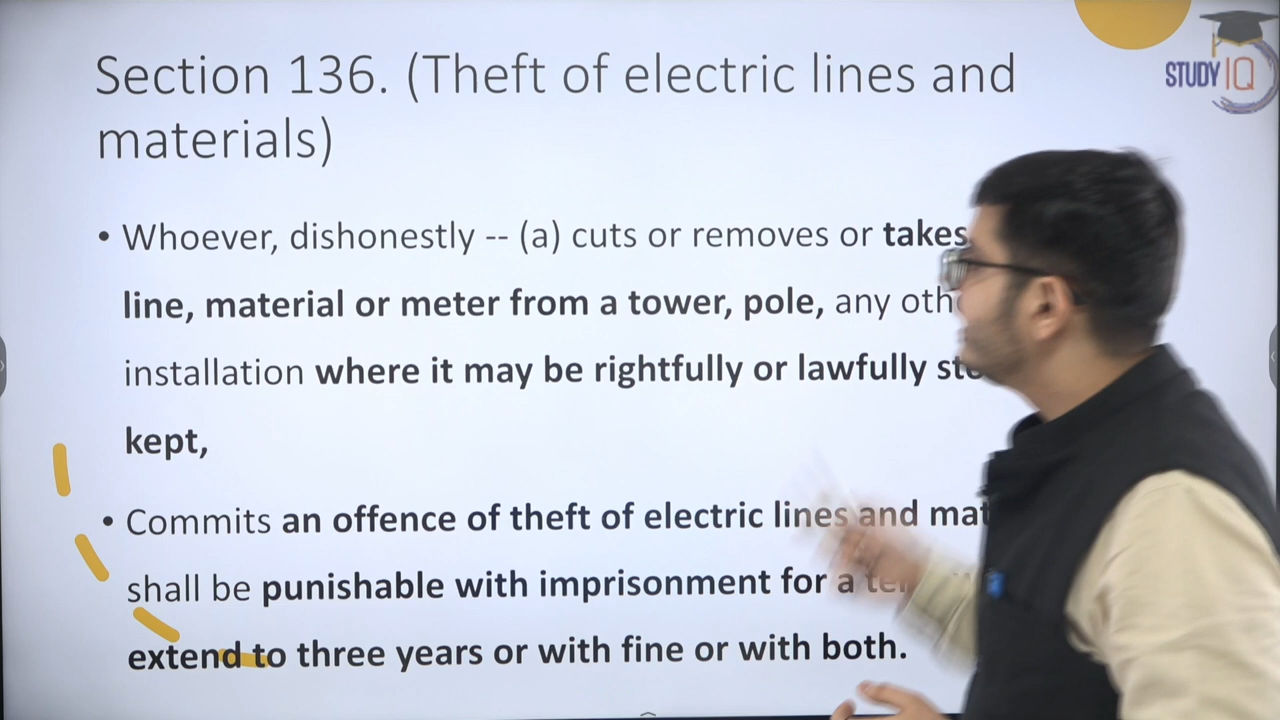 Section 136. (Theft of electric lines and
STUDY IQ
materials)
• Whoever, dishonestly -- (a) cuts or removes or takes
line, material or meter from a tower, pole, any
installation where it may be rightfully or lawfully
kept,
• Commits an offence of theft of electric lines and
shall be punishable with imprisonment for a
extend to three years or with fine or with both.